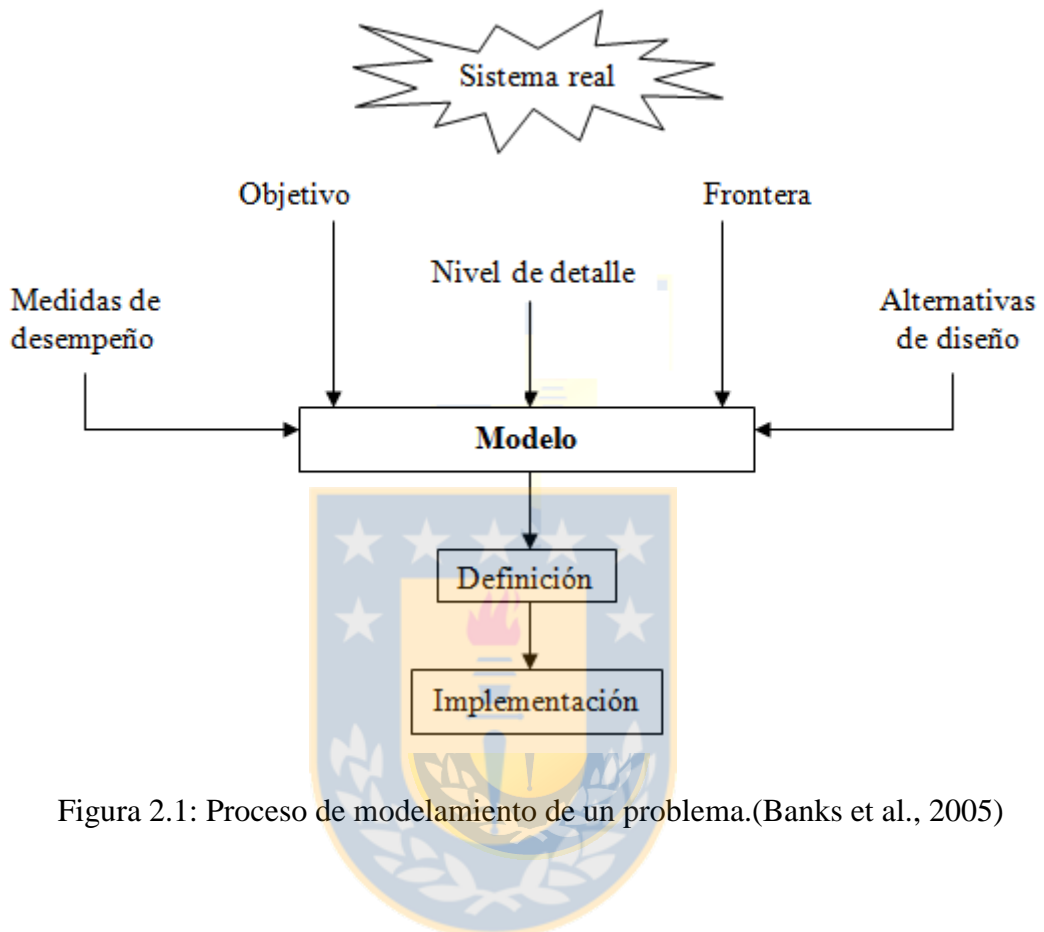 Sistema real
Objetivo
Frontera
Nivel de detalle
Medidas de
desempeño
Alternativas
de diseño
Modelo
Definición
Implementación
Figura 2.1: Proceso de modelamiento de un problema.(Banks et al., 2005)